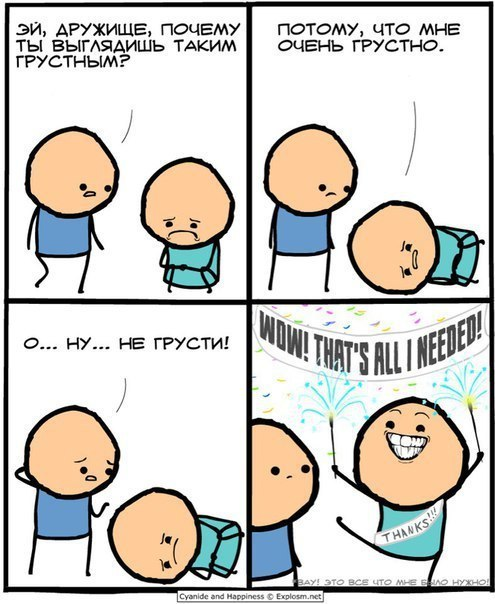 ЭЙ, ДРУЖИЩЕ, ПОЧЕМУ
ТЫ ВЫГЛЯДИШЬ ТАКИМ
ГРУСТНЫМ?
ПОТОМУ, ЧТО МНЕ
ОЧЕНЬ ГРУСТНО.
О... НУ... НЕ ГРУСТИ!
WOW! THAT'S ALL I NEEDED!
THANKS!!!
ВАУ! ЭТО ВСЕ ЧТО МНЕ БЫЛО НУЖНО!
Cyanide and Happiness © Explosm.net